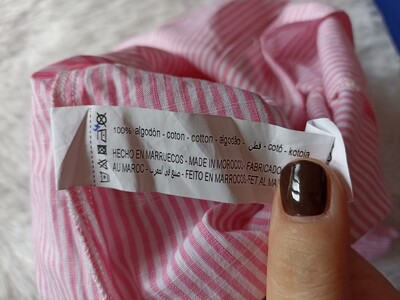 100% algodón - coton - cotton - algodão - قطن - cotó - kotoia
HECHO EN MARRUECOS - MADE IN MOROCCO - FABRICADO
AU MAROC - صنع في المغرب - FEITO EN MARROCOS-FET AL MA